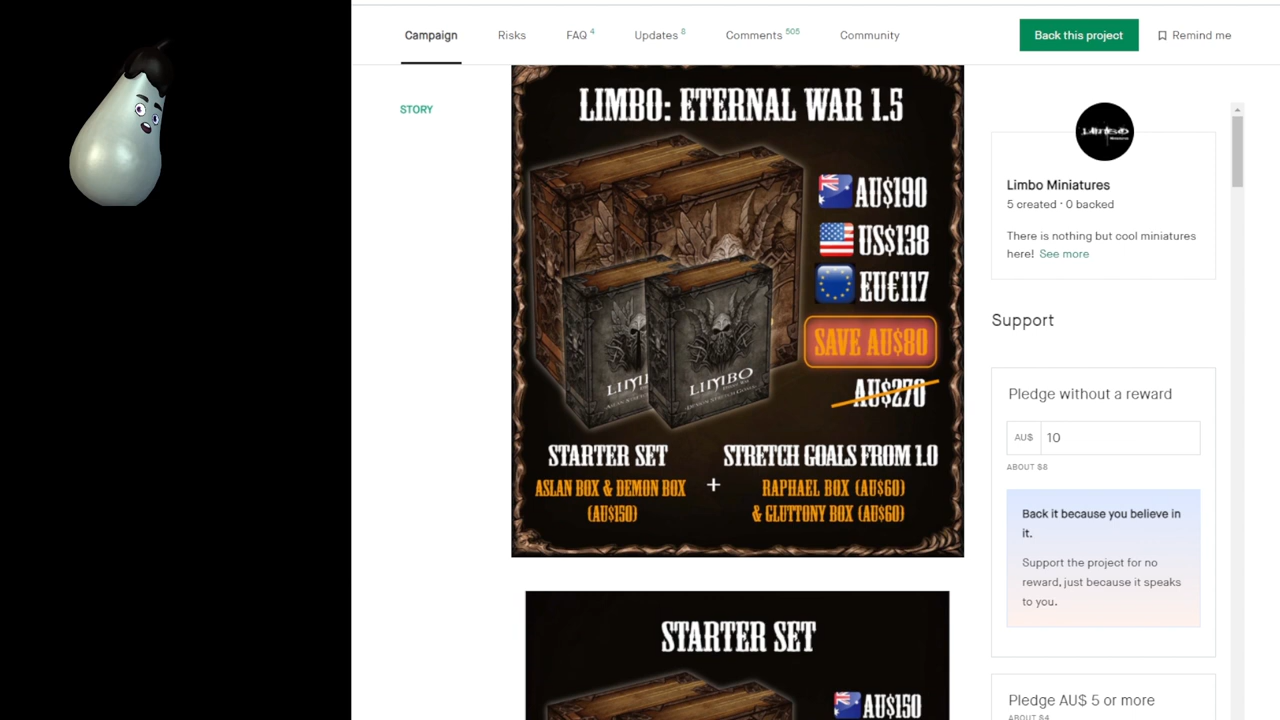 Campaign
Risks
FAQ 4
Updates 8
Comments 505
Community
Back this project
Remind me
STORY
LIMBO: ETERNAL WAR 1.5
AU$190
US$138
EU€117
SAVE AU$80
AU$270
LIMBO
STARTER SET
ASLAN BOX & DEMON BOX
(AU$150)
+
STRETCH GOALS FROM 1.0
RAPHAEL BOX (AU$60)
& GLUTTONY BOX (AU$60)
STARTER SET
AU$150
LIMBO
Limbo Miniatures
5 created · 0 backed
There is nothing but cool miniatures
here! See more
Support
Pledge without a reward
AU$ 10
ABOUT $8
Back it because you believe in
it.
Support the project for no
reward, just because it speaks
to you.
Pledge AU$ 5 or more
ABOUT $4